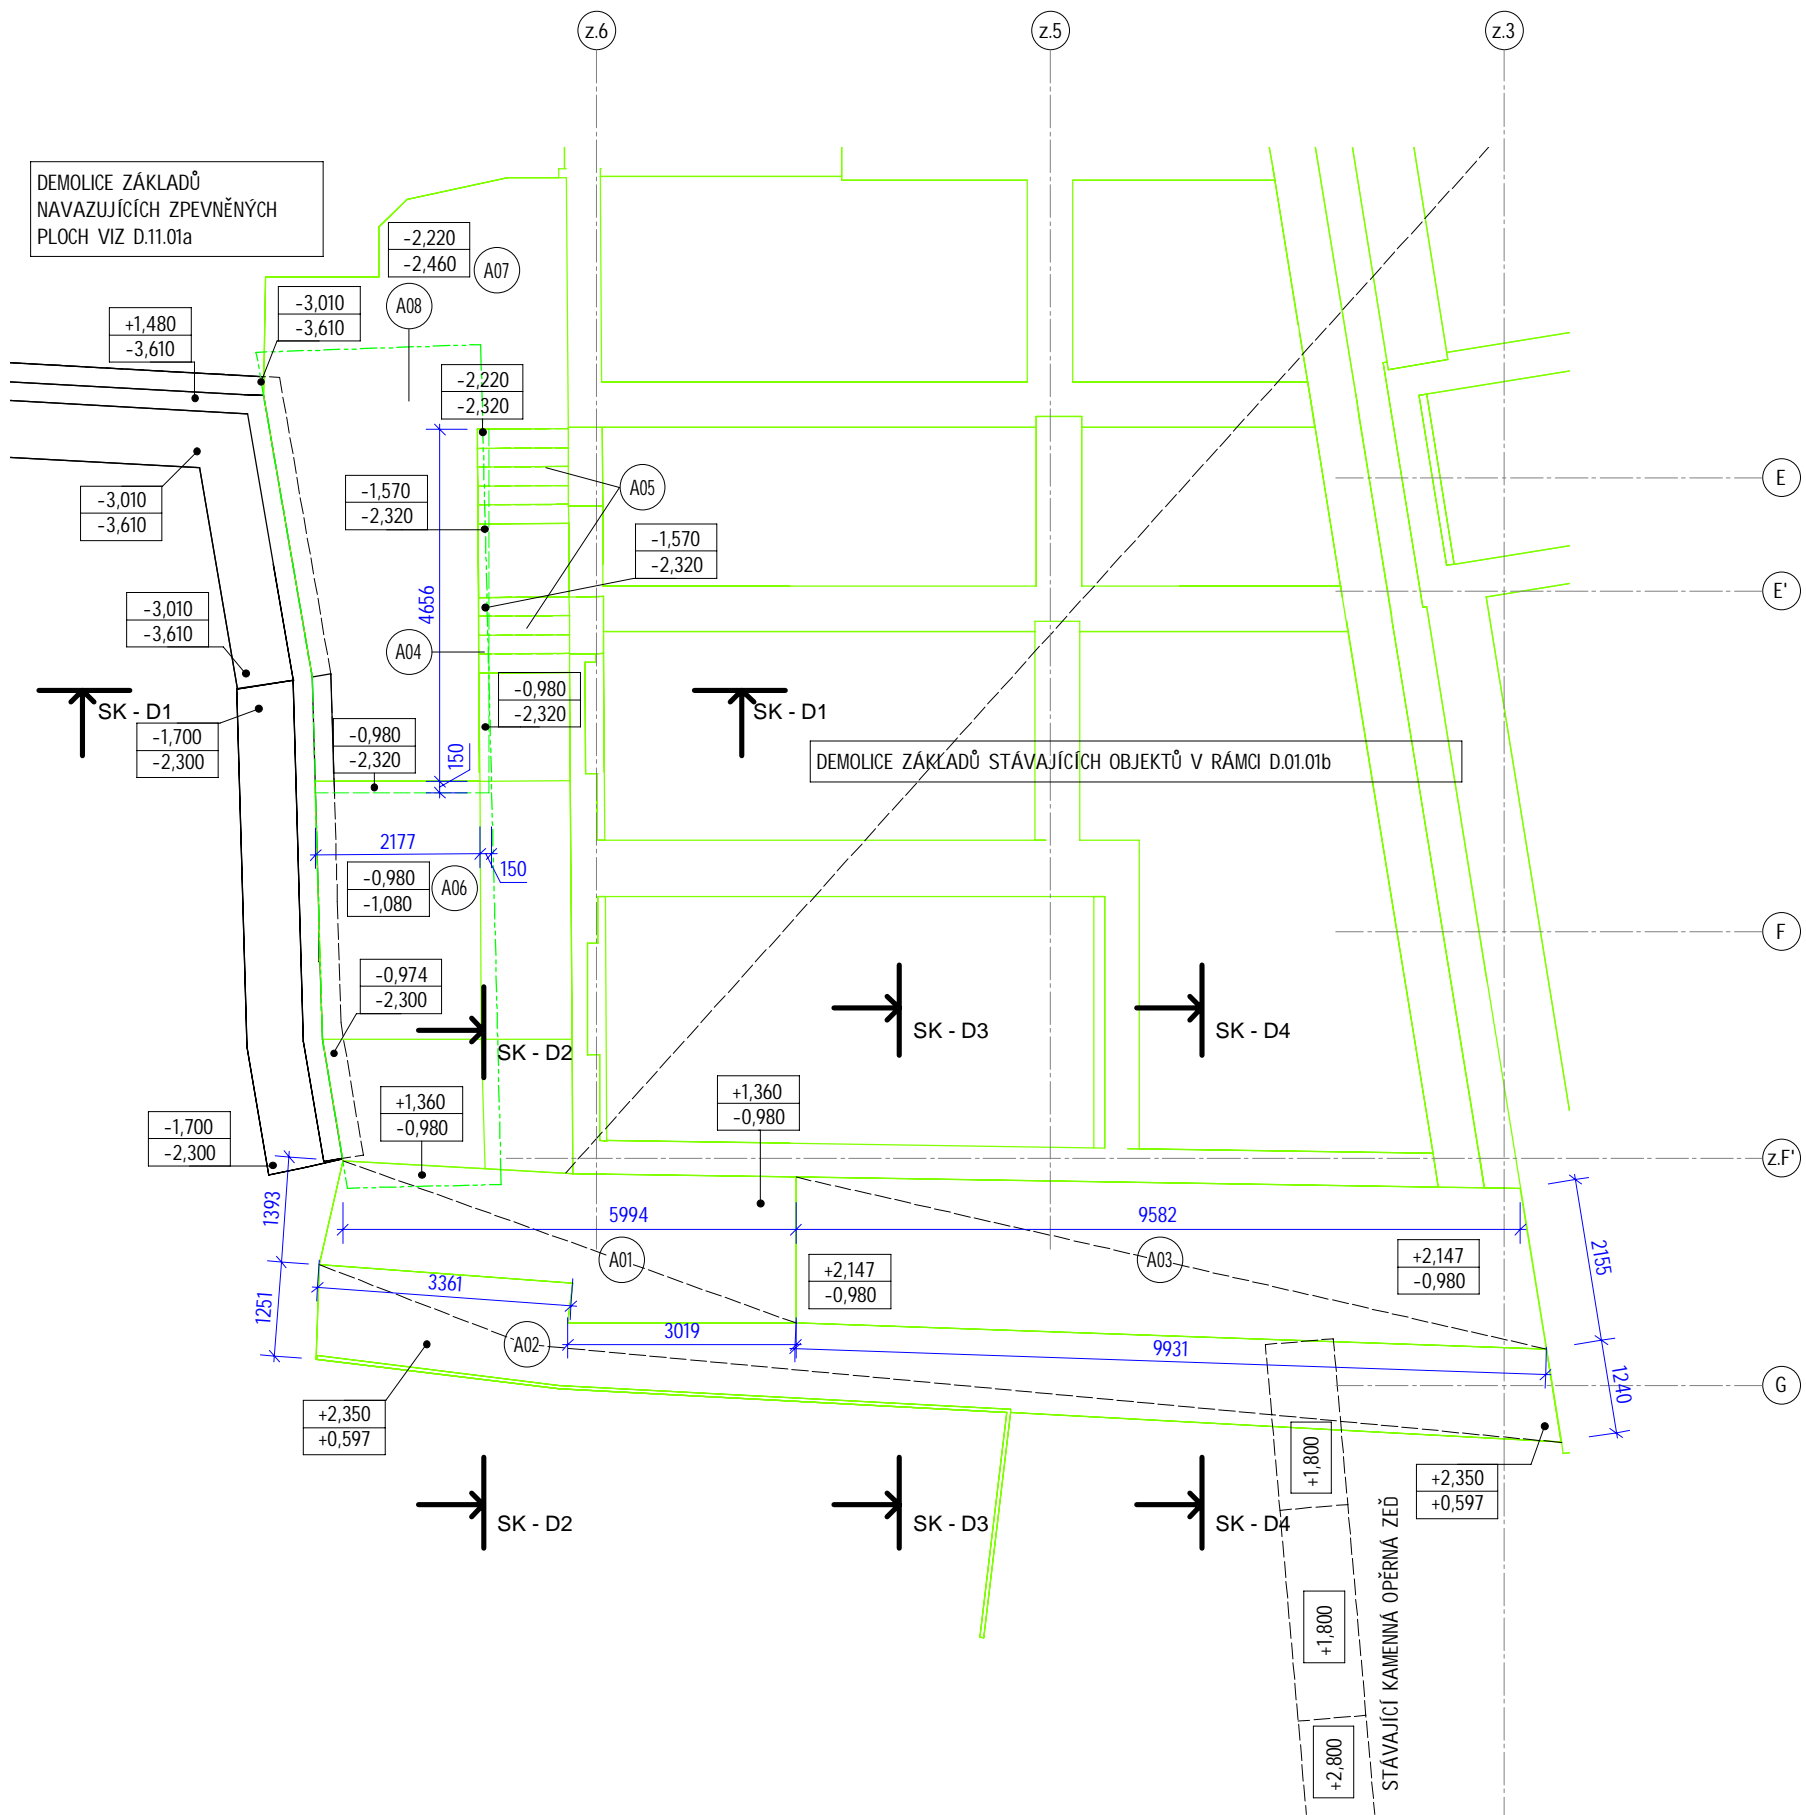 z.6
z.5
z.3
DEMOLICE ZÁKLADŮ
NAVAZUJÍCÍCH ZPEVNĚNÝCH
PLOCH VIZ D.11.01a
-2,220
-2,460
A07
A08
-3,010
-3,610
+1,480
-3,610
-2,220
-2,320
-3,010
-3,610
-1,570
-2,320
A05
E
-1,570
-2,320
4656
E'
-3,010
-3,610
A04
SK - D1
-0,980
-2,320
SK - D1
-1,700
-2,300
-0,980
-2,320
150
DEMOLICE ZÁKLADŮ STÁVAJÍCÍCH OBJEKTŮ V RÁMCI D.01.01b
2177
150
-0,980
-1,080
A06
F
-0,974
-2,300
SK - D2
SK - D3
SK - D4
+1,360
-0,980
+1,360
-0,980
-1,700
-2,300
z.F'
1393
5994
9582
2155
A01
A03
+2,147
-0,980
+2,147
-0,980
3361
1251
3019
A02
9931
1240
G
+2,350
+0,597
+1,800
+2,350
+0,597
SK - D2
SK - D3
SK - D4
+1,800
STÁVAJÍCÍ KAMENNÁ OPĚRNÁ ZEĎ
+2,800